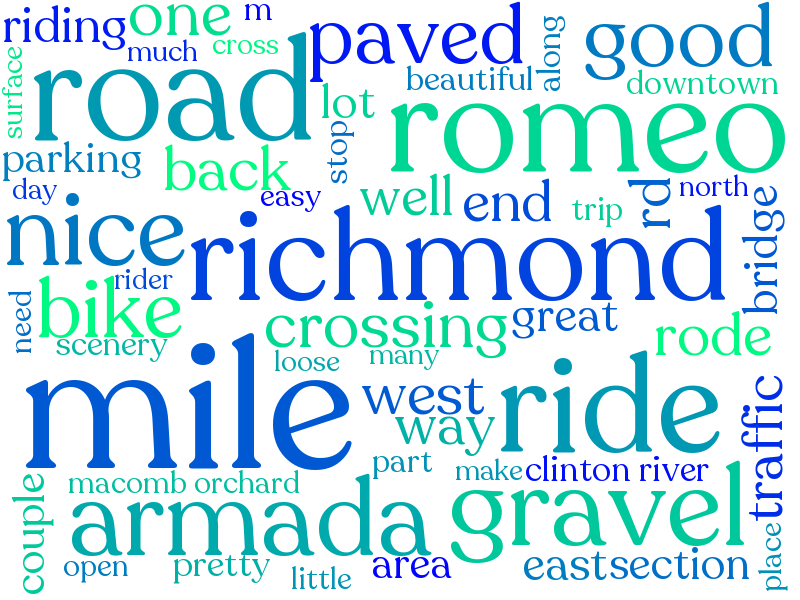 riding
one
m
much
cross
surface
road
paved
along
good
beautiful
downtown
lot
romeo
parking
back
stop
day
easy
well
end
trip
rd
north
nice
richmond
bridge
rider
need
bike
scenery
crossing
great
rode
loose
many
mile
west
way
ride
traffic
part
make
clinton river
couple
macomb orchard
armada
gravel
open
pretty
little
area
east
section
place